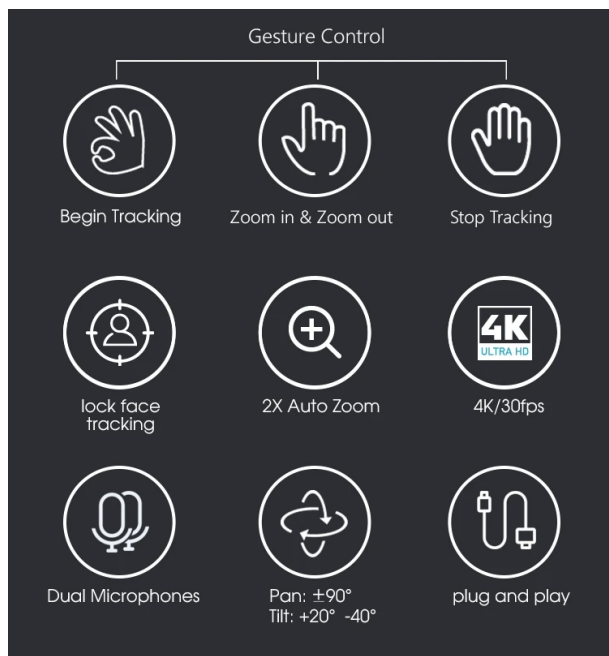 Gesture Control
Begin Tracking
Zoom in & Zoom out
Stop Tracking
lock face
tracking
2X Auto Zoom
4K
ULTRA HD
4K/30fps
Dual Microphones
Pan: ±90°
Tilt: +20° -40°
plug and play